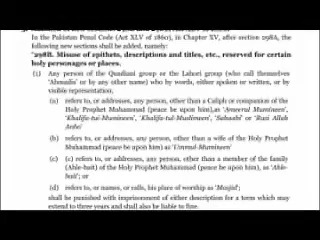 In the Pakistan Penal Code (Act XLV of 1860), in Chapter XV, after section 298A, the
following new sections shall be added, namely:
"298B. Misuse of epithets, descriptions and titles, etc., reserved for certain
holy personages or places.
(1) Any person of the Quadiani group or the Lahori group (who call themselves
'Ahmadis' or by any other name) who by words, either spoken or written, or by
visible representation,
(a) refers to, or addresses, any person, other than a Caliph or companion of the
Holy Prophet Muhammad (peace be upon him),as 'Ameerul Mumineen',
'Khalifa-tul-Mumineen', 'Khalifa-tul-Muslimeen', 'Sahaabi' or 'Razi Allah
Anho'
(b) refers to, or addresses, any person, other than a wife of the Holy Prophet
Muhammad (peace be upon him),as 'Ummul-Mumineen'
(c) (c) refers to, or addresses, any person, other than a member of the family
(Ahle-bait) of the Holy Prophet Muhammad (peace be upon him), as 'Ahle-
bait'; or
(d) refers to, or names, or calls, his place of worship as 'Masjid';
shall be punished with imprisonment of either description for a term which may
extend to three years and shall also be liable to fine.